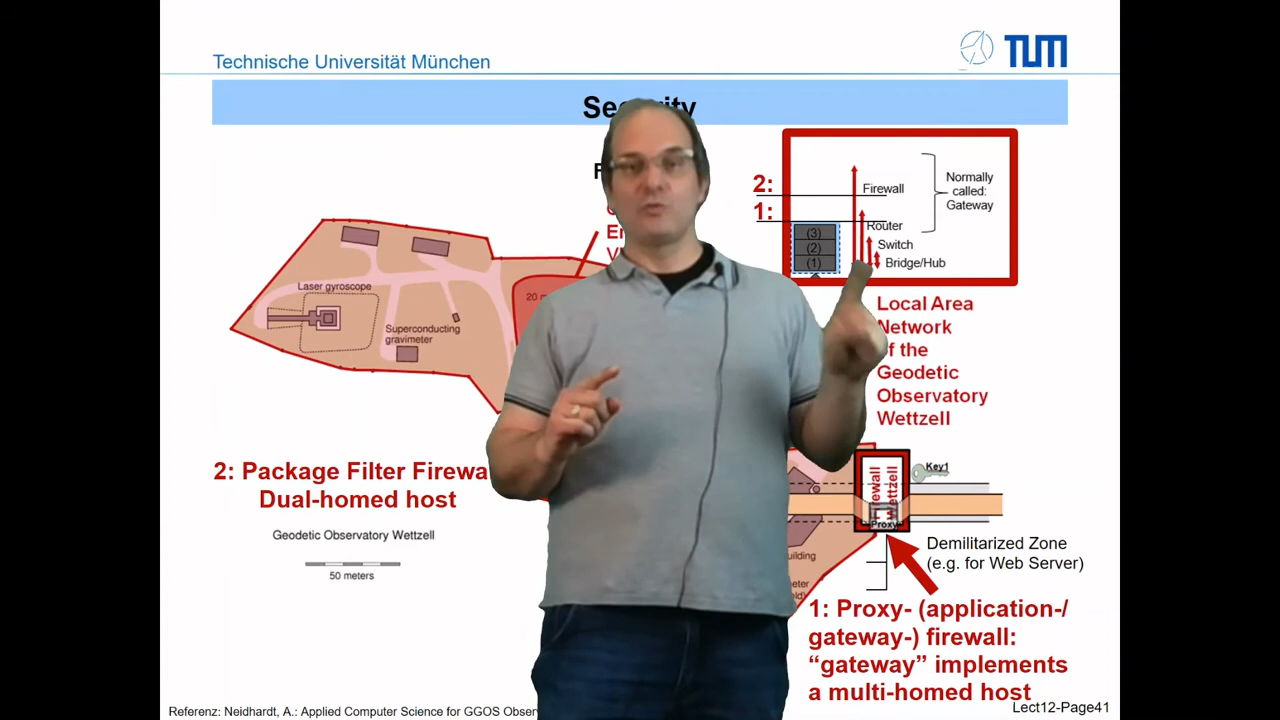 Technische Universität München
TUM
Security
2:
1:
Firewall
Router
Switch
Bridge/Hub
Normally
called:
Gateway
(3)
(2)
(1)
Laser gyroscope
Superconducting
gravimeter
20
Local Area
Network
of the
Geodetic
Observatory
Wettzell
2: Package Filter
Dual-homed host
Geodetic Observatory Wettzell
50 meters
Firewall
Wettzell
Key1
Proxy
Demilitarized Zone
(e.g. for Web Server)
1: Proxy- (application-/
gateway-) firewall:
“gateway” implements
a multi-homed host
Referenz: Neidhardt, A.: Applied Computer Science for GGOS
Lect12-Page41